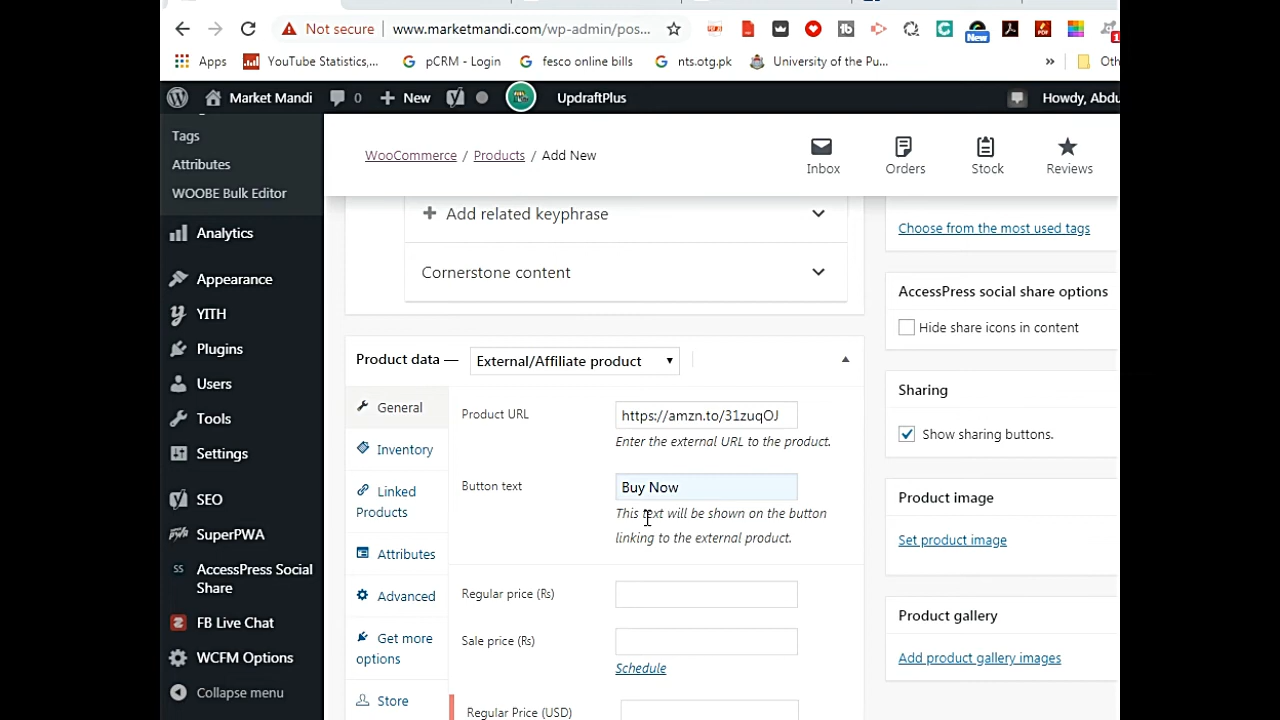 Not secure
www.marketmandi.com/wp-admin/pos...
New
Apps
YouTube Statistics,...
pCRM - Login
fesco online bills
nts.otg.pk
University of the Pu...
»
Oth
Market Mandi
0
New
UpdraftPlus
Howdy, Abdu
Tags
Attributes
WOOBE Bulk Editor
Analytics
Appearance
YITH
Plugins
Users
Tools
Settings
SEO
SuperPWA
AccessPress Social
Share
FB Live Chat
WCFM Options
Collapse menu
WooCommerce / Products / Add New
Inbox
Orders
Stock
Reviews
Add related keyphrase
Cornerstone content
Product data —
External/Affiliate product
General
Inventory
Linked
Products
Attributes
Advanced
Get more
options
Store
Product URL
https://amzn.to/31zuqOJ
Enter the external URL to the product.
Button text
Buy Now
This text will be shown on the button
linking to the external product.
Regular price (Rs)
Sale price (Rs)
Schedule
Regular Price (USD)
Choose from the most used tags
AccessPress social share options
Hide share icons in content
Sharing
Show sharing buttons.
Product image
Set product image
Product gallery
Add product gallery images